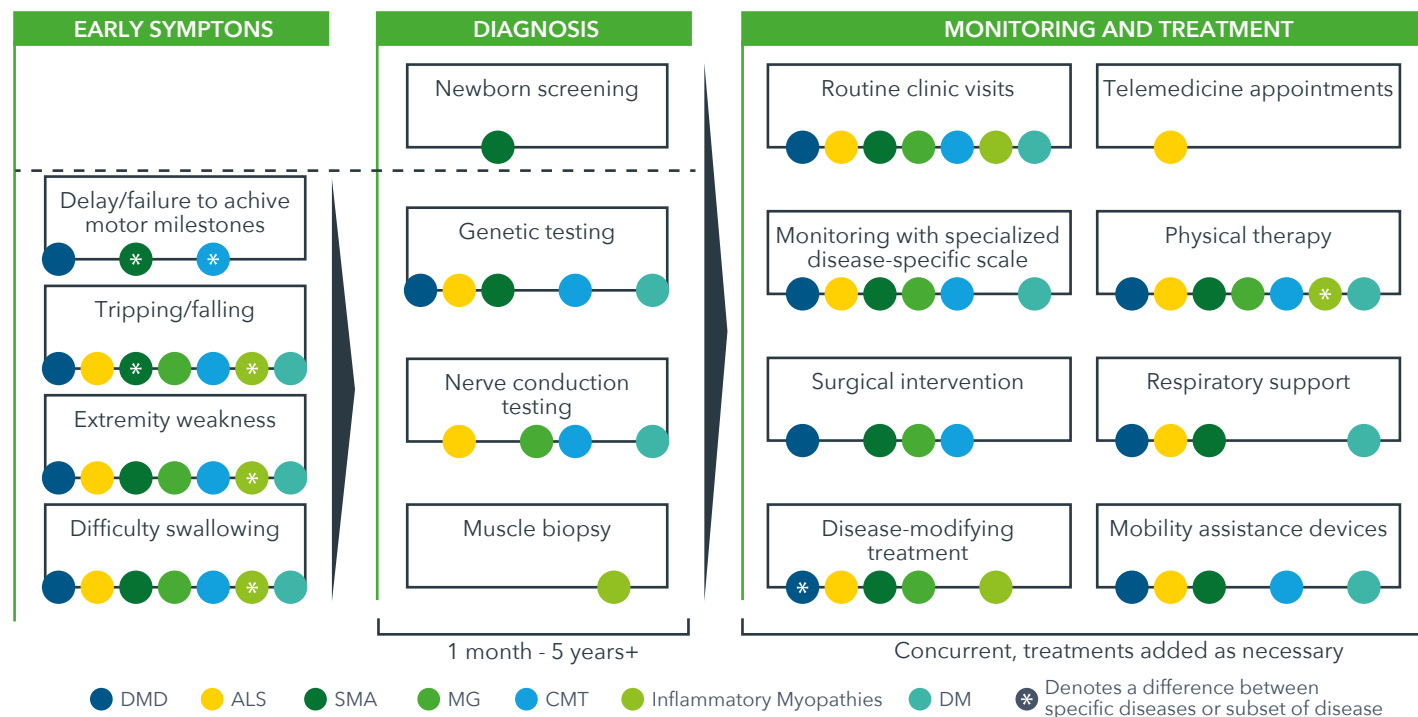 EARLY SYMPTONS
DIAGNOSIS
MONITORING AND TREATMENT
Newborn screening
Routine clinic visits
Telemedicine appointments
Delay/failure to achive
motor milestones
*
*
Genetic testing
Monitoring with specialized
disease-specific scale
Physical therapy
*
Tripping/falling
*
*
Nerve conduction
testing
Surgical intervention
Respiratory support
Extremity weakness
*
Difficulty swallowing
*
Muscle biopsy
Disease-modifying
treatment
*
Mobility assistance devices
1 month - 5 years+
Concurrent, treatments added as necessary
DMD
ALS
SMA
MG
CMT
Inflammatory Myopathies
DM
* Denotes a difference between
specific diseases or subset of disease